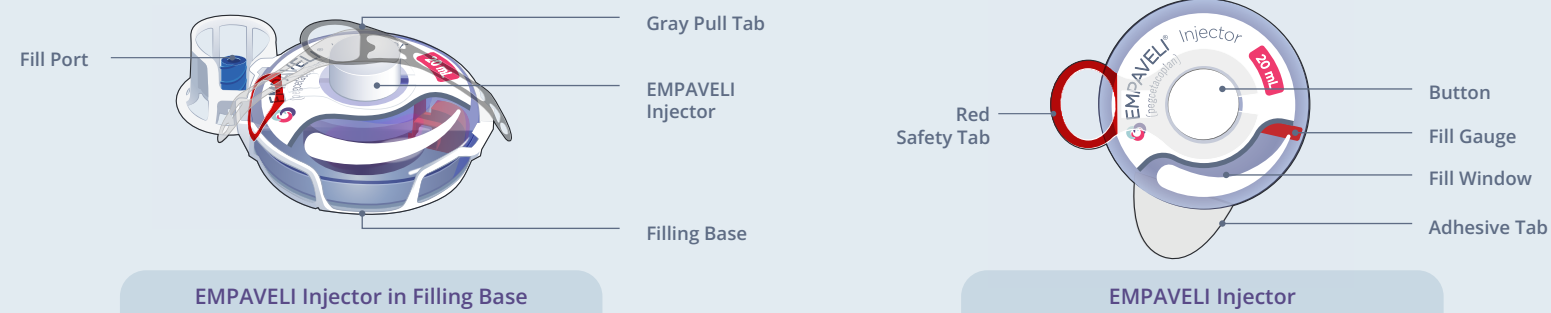 Fill Port
Gray Pull Tab
EMPAVELI
Injector
20 mL
Filling Base
EMPAVELI Injector in Filling Base
Red
Safety Tab
EMPAVELI® Injector
(pegcetacoplan)
20 mL
Button
Fill Gauge
Fill Window
Adhesive Tab
EMPAVELI Injector